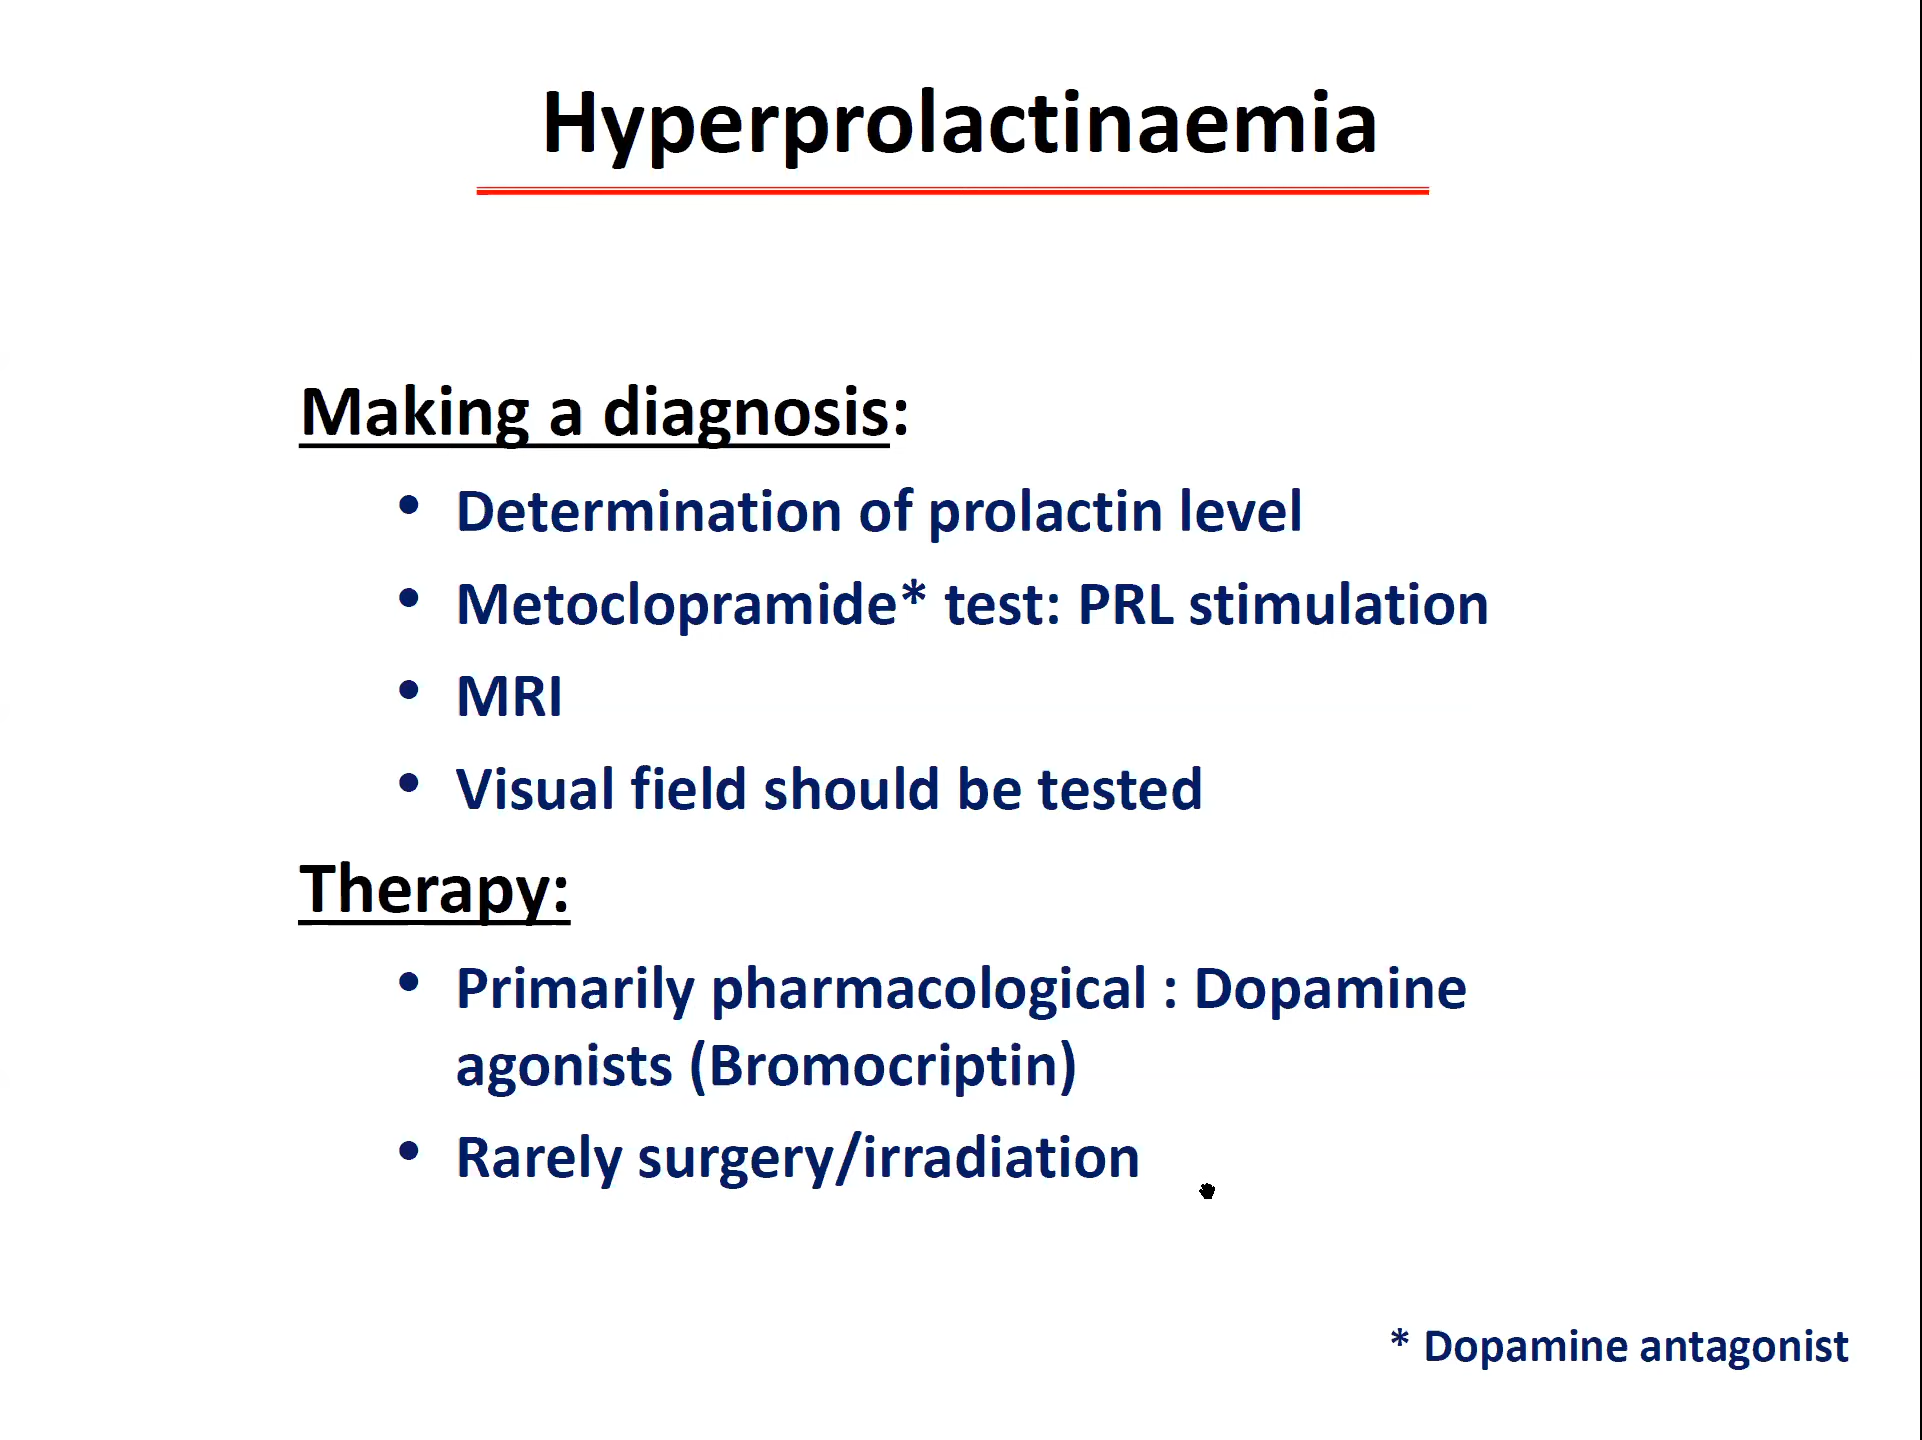 Hyperprolactinaemia
Making a diagnosis:
• Determination of prolactin level
• Metoclopramide* test: PRL stimulation
• MRI
• Visual field should be tested
Therapy:
• Primarily pharmacological : Dopamine
agonists (Bromocriptin)
• Rarely surgery/irradiation
* Dopamine antagonist